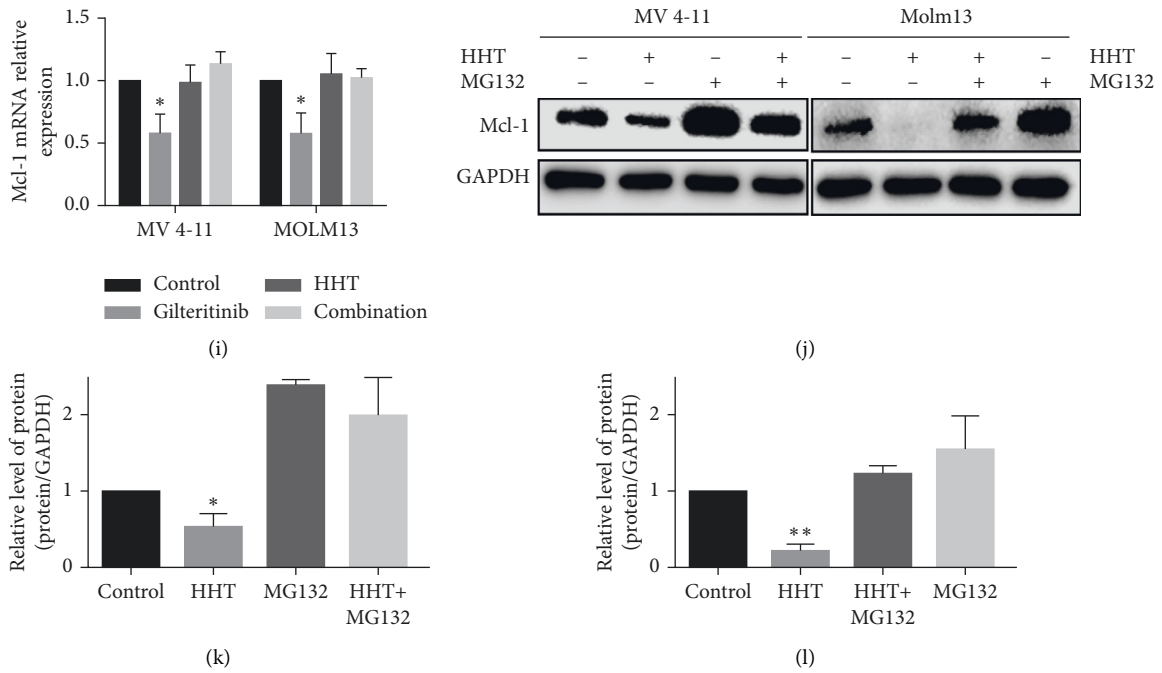 1.5
1.0
0.5
0.0
Mcl-1 mRNA relative
expression
*
*
MV 4-11 MOLM13
Control HHT
Gilteritinib Combination
(i)
MV 4-11 Molm13
HHT – + – + – + + – HHT
MG132 – – + + – – + + MG132
Mcl-1
GAPDH
(j)
2
1
0
Relative level of protein
(protein/GAPDH)
*
Control HHT MG132 HHT+
MG132
(k)
2
1
0
Relative level of protein
(protein/GAPDH)
**
Control HHT HHT+ MG132
MG132
(l)